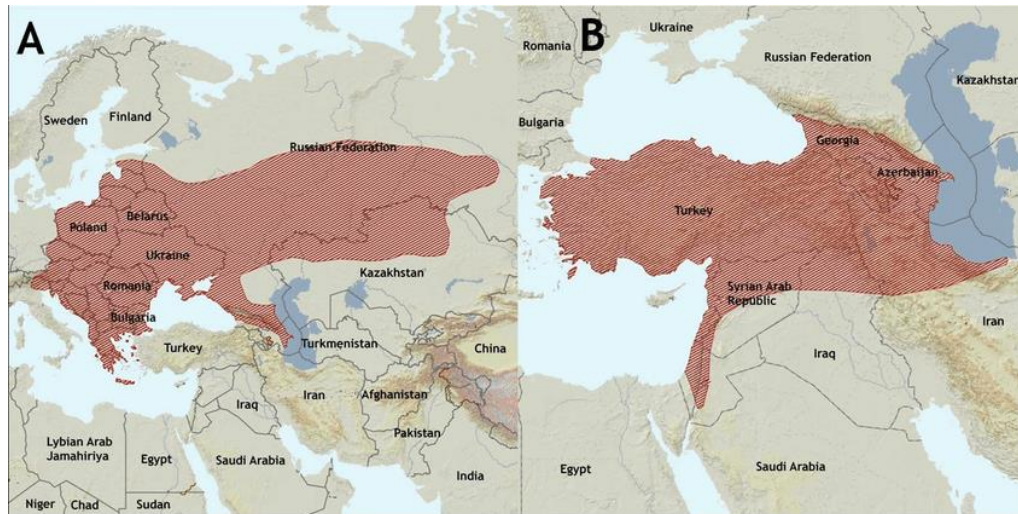 A
Sweden
Finland
Russian Federation
Poland
Belarus
Ukraine
Romania
Kazakhstan
Bulgaria
Turkey
Turkmenistan
China
Iraq
Iran
Afghanistan
Pakistan
Lybian Arab
Jamahiriya
Egypt
Saudi Arabia
India
Niger
Chad
Sudan
B
Romania
Ukraine
Russian Federation
Kazakhstan
Bulgaria
Georgia
Azerbaijan
Turkey
Syrian Arab
Republic
Iran
Iraq
Egypt
Saudi Arabia